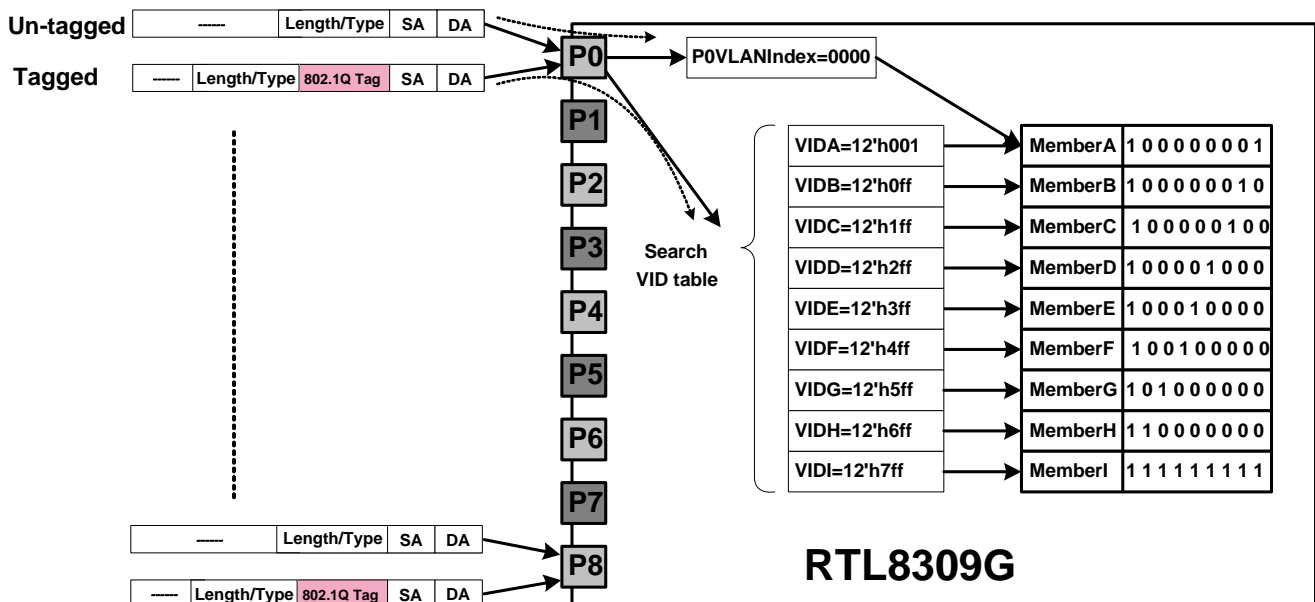 Un-tagged
------ Length/Type SA DA
Tagged
------ Length/Type 802.1Q Tag SA DA
P0
P0VLANIndex=0000
P1
P2
P3
P4
P5
P6
P7
P8
Search
VID table
VIDA=12'h001 MemberA 1 0 0 0 0 0 0 0 1
VIDB=12'h0ff MemberB 1 0 0 0 0 0 0 1 0
VIDC=12'h1ff MemberC 1 0 0 0 0 0 1 0 0
VIDD=12'h2ff MemberD 1 0 0 0 0 1 0 0 0
VIDE=12'h3ff MemberE 1 0 0 0 1 0 0 0 0
VIDF=12'h4ff MemberF 1 0 0 1 0 0 0 0 0
VIDG=12'h5ff MemberG 1 0 1 0 0 0 0 0 0
VIDH=12'h6ff MemberH 1 1 0 0 0 0 0 0 0
VIDI=12'h7ff MemberI 1 1 1 1 1 1 1 1 1
------ Length/Type SA DA
------ Length/Type 802.1Q Tag SA DA
RTL8309G